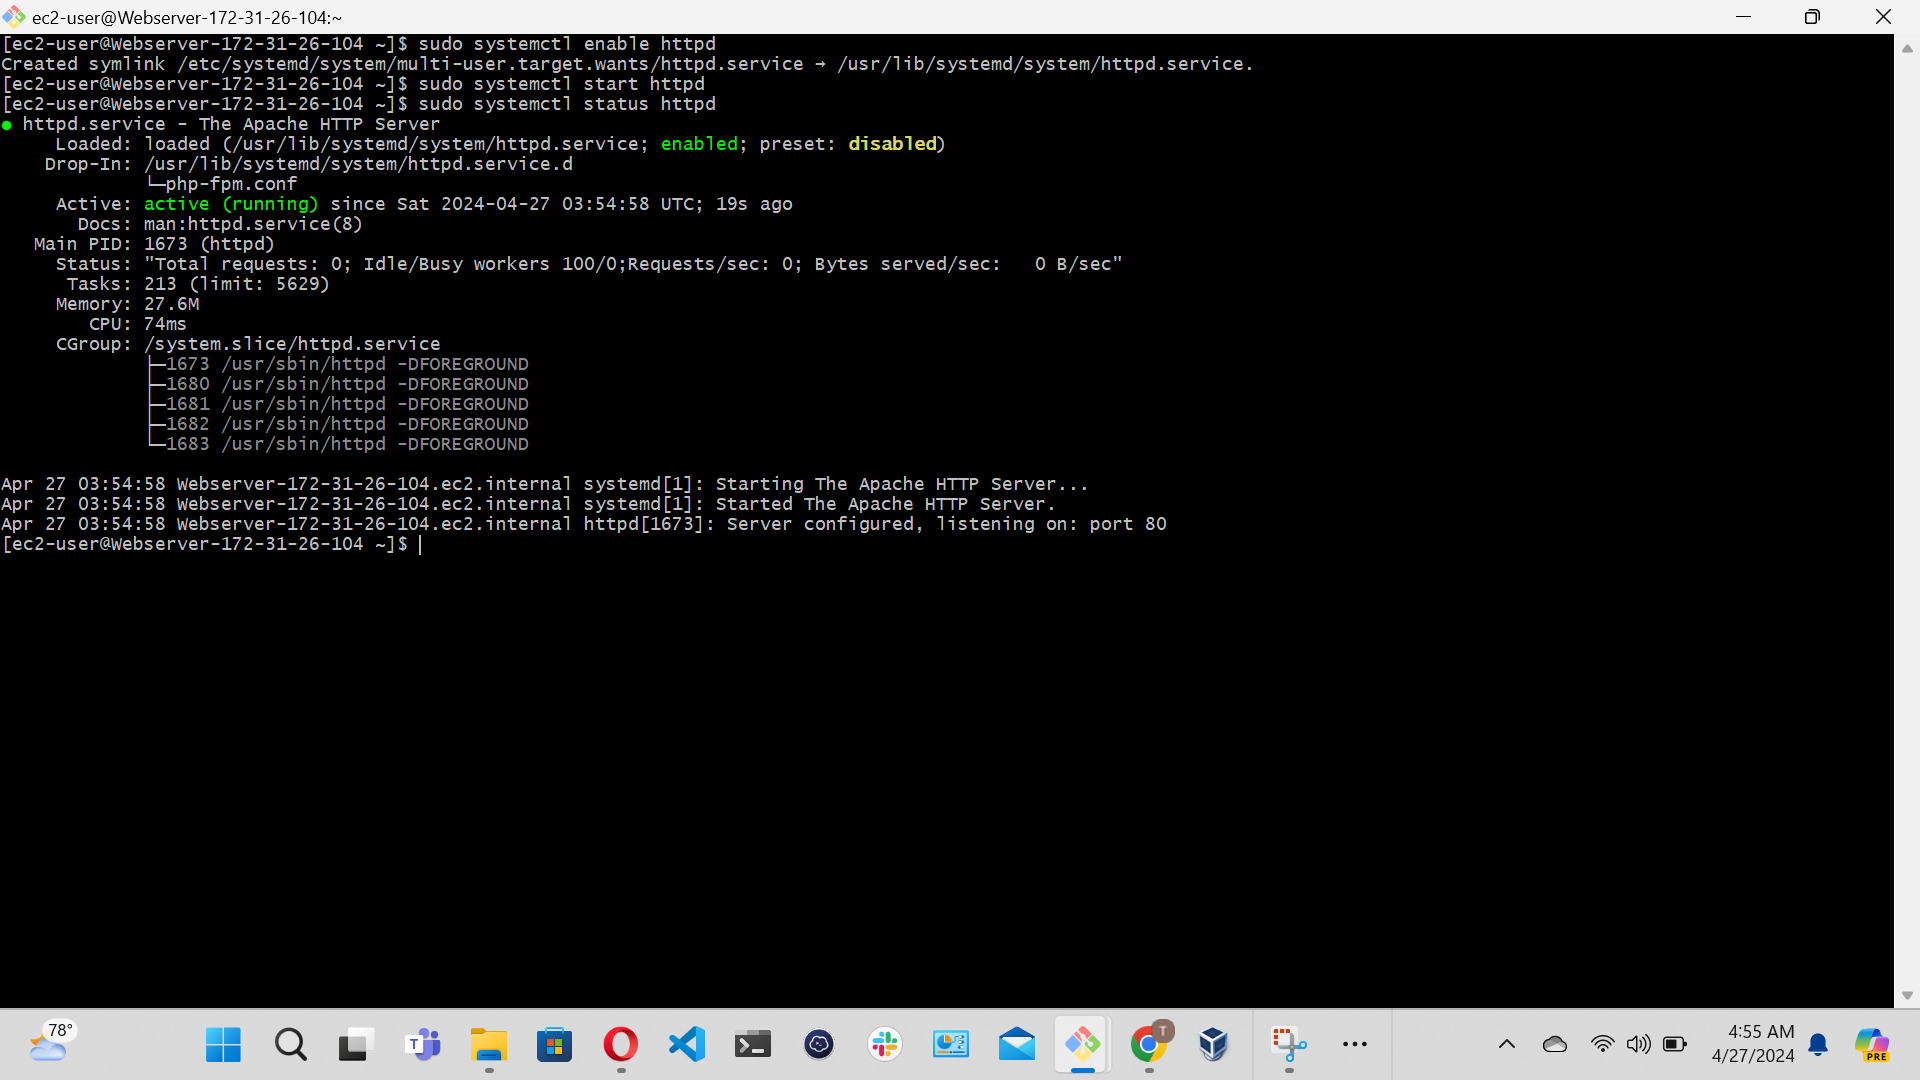 ec2-user@Webserver-172-31-26-104:~
[ec2-user@Webserver-172-31-26-104 ~]$ sudo systemctl enable httpd
Created symlink /etc/systemd/system/multi-user.target.wants/httpd.service → /usr/lib/systemd/system/httpd.service.
[ec2-user@Webserver-172-31-26-104 ~]$ sudo systemctl start httpd
[ec2-user@Webserver-172-31-26-104 ~]$ sudo systemctl status httpd
● httpd.service - The Apache HTTP Server
Loaded: loaded (/usr/lib/systemd/system/httpd.service; enabled; preset: disabled)
Drop-In: /usr/lib/systemd/system/httpd.service.d
└─php-fpm.conf
Active: active (running) since Sat 2024-04-27 03:54:58 UTC; 19s ago
Docs: man:httpd.service(8)
Main PID: 1673 (httpd)
Status: "Total requests: 0; Idle/Busy workers 100/0;Requests/sec: 0; Bytes served/sec:   0 B/sec"
Tasks: 213 (limit: 5629)
Memory: 27.6M
CPU: 74ms
CGroup: /system.slice/httpd.service
├─1673 /usr/sbin/httpd -DFOREGROUND
├─1680 /usr/sbin/httpd -DFOREGROUND
├─1681 /usr/sbin/httpd -DFOREGROUND
├─1682 /usr/sbin/httpd -DFOREGROUND
└─1683 /usr/sbin/httpd -DFOREGROUND
Apr 27 03:54:58 Webserver-172-31-26-104.ec2.internal systemd[1]: Starting The Apache HTTP Server...
Apr 27 03:54:58 Webserver-172-31-26-104.ec2.internal systemd[1]: Started The Apache HTTP Server.
Apr 27 03:54:58 Webserver-172-31-26-104.ec2.internal httpd[1673]: Server configured, listening on: port 80
[ec2-user@Webserver-172-31-26-104 ~]$
78°
T
T
4:55 AM
4/27/2024
PRE